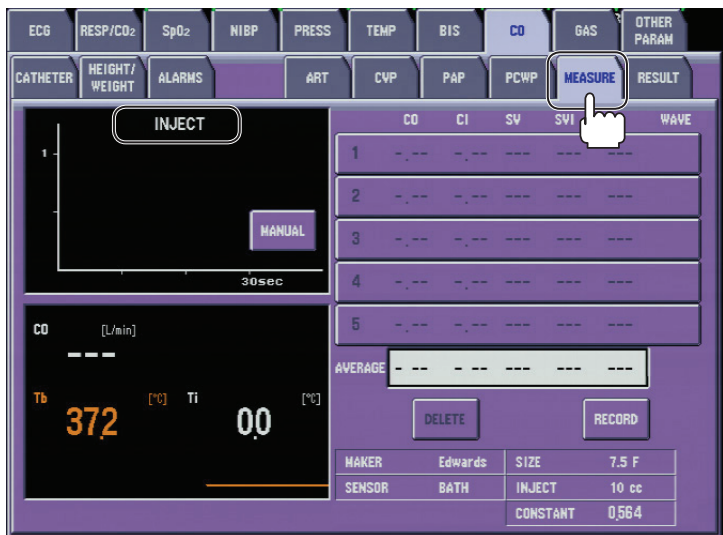 ECG RESP/CO2 SpO2 NIBP PRESS TEMP BIS CO GAS OTHER PARAM
CATHETER HEIGHT/ WEIGHT ALARMS ART CVP PAP PCWP MEASURE RESULT
INJECT
1
MANUAL
30sec
CO CI SV SVI WAVE
1 -.-- -.-- --- --- ---
2 -.-- -.-- --- --- ---
3 -.-- -.-- --- --- ---
4 -.-- -.-- --- --- ---
5 -.-- -.-- --- --- ---
AVERAGE - -- - -- --- --- ---
DELETE RECORD
CO [L/min]
---
Tb [°C] Ti [°C]
37.2 0.0
MAKER Edwards SIZE 7.5 F
SENSOR BATH INJECT 10 cc
CONSTANT 0.564